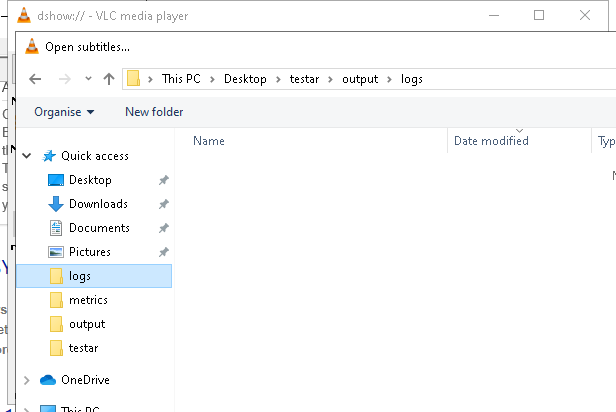 dshow:// - VLC media player
Open subtitles...
This PC > Desktop > testar > output > logs
Organise New folder
Name Date modified Typ
Quick access
Desktop
Downloads
Documents
Pictures
logs
metrics
output
testar
OneDrive
This PC